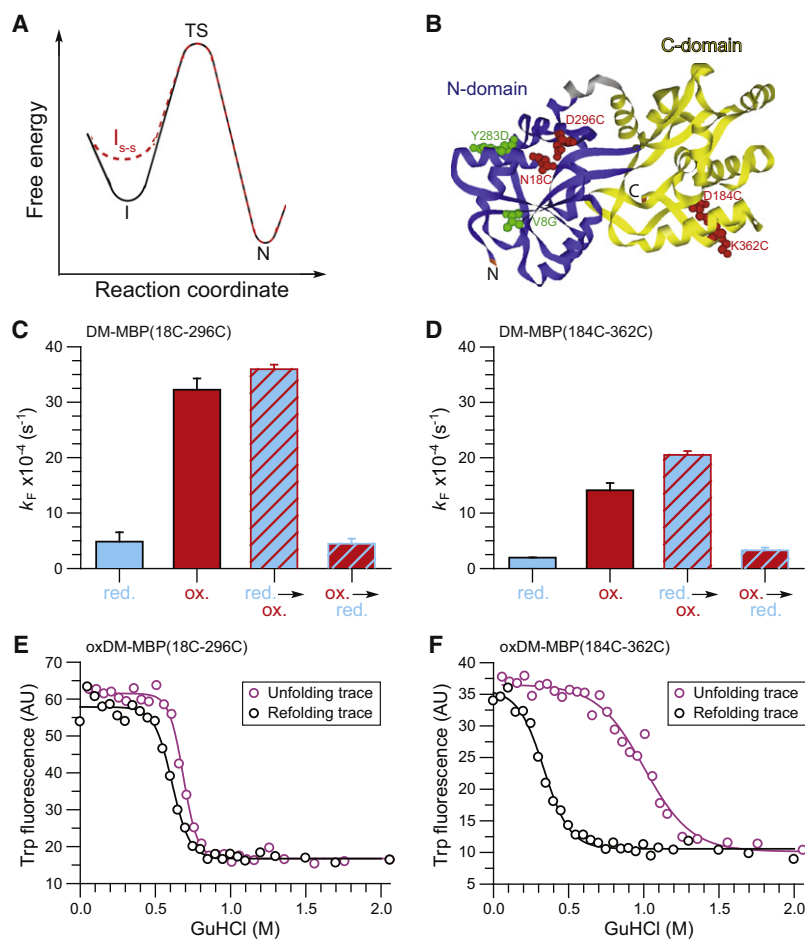 A
TS
I s-s
I
N
Free energy
Reaction coordinate
B
C-domain
N-domain
D296C
Y283D
N18C
C
D184C
V8G
K362C
N
C
DM-MBP(18C-296C)
40
30
20
10
0
kF x10-4 (s-1)
red.
ox.
red. → ox.
ox. → red.
D
DM-MBP(184C-362C)
40
30
20
10
0
kF x10-4 (s-1)
red.
ox.
red. → ox.
ox. → red.
E
oxDM-MBP(18C-296C)
70
60
50
40
30
20
10
Trp fluorescence (AU)
Unfolding trace
Refolding trace
0 0.5 1.0 1.5 2.0
GuHCl (M)
F
oxDM-MBP(184C-362C)
40
35
30
25
20
15
10
5
Trp fluorescence (AU)
Unfolding trace
Refolding trace
0 0.5 1.0 1.5 2.0
GuHCl (M)